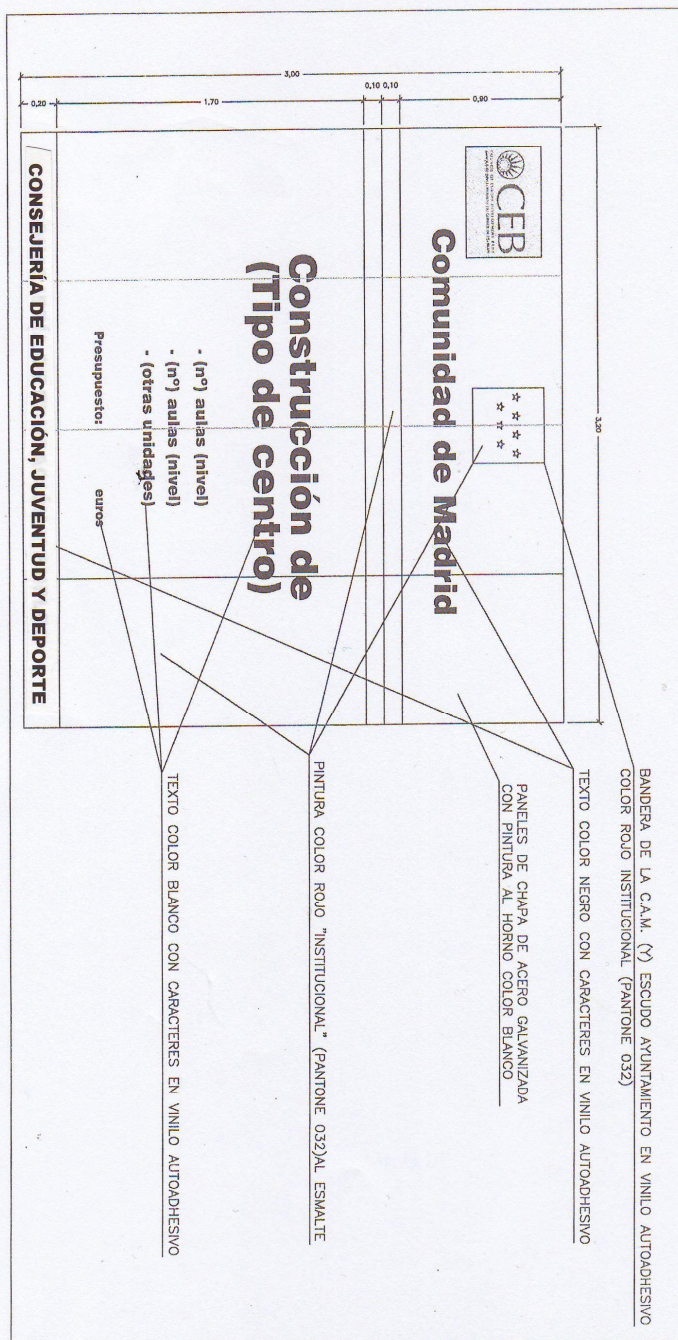 3,20
3,00
0,90
0,10
0,10
1,70
0,20
CEB
Comunidad de Madrid
Construcción de
(Tipo de centro)
- (nº) aulas (nivel)
- (nº) aulas (nivel)
- (otras unidades)
Presupuesto: euros
CONSEJERÍA DE EDUCACIÓN, JUVENTUD Y DEPORTE
BANDERA DE LA C.A.M. (Y) ESCUDO AYUNTAMIENTO EN VINILO AUTOADHESIVO
COLOR ROJO INSTITUCIONAL (PANTONE 032)
TEXTO COLOR NEGRO CON CARACTERES EN VINILO AUTOADHESIVO
PANELES DE CHAPA DE ACERO GALVANIZADA
CON PINTURA AL HORNO COLOR BLANCO
PINTURA COLOR ROJO "INSTITUCIONAL" (PANTONE 032)AL ESMALTE
TEXTO COLOR BLANCO CON CARACTERES EN VINILO AUTOADHESIVO